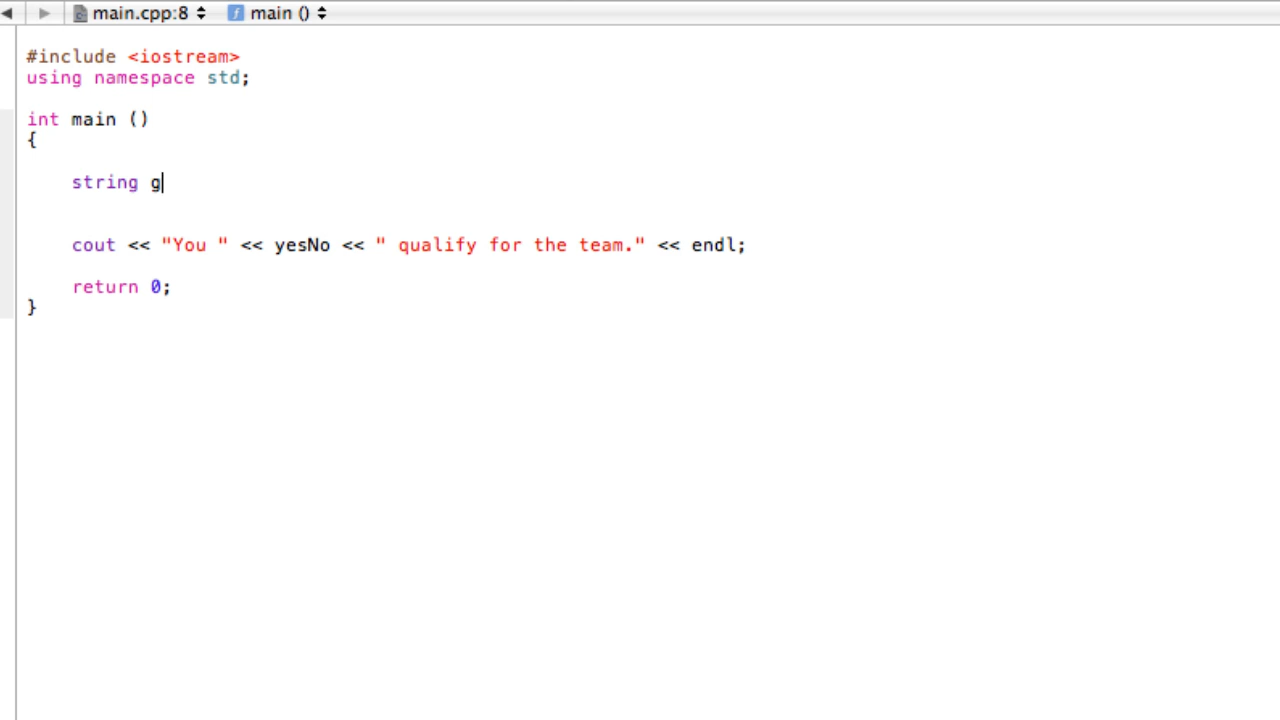 main.cpp:8 main ()
#include <iostream>
using namespace std;
int main ()
{
string g
cout << "You " << yesNo << " qualify for the team." << endl;
return 0;
}